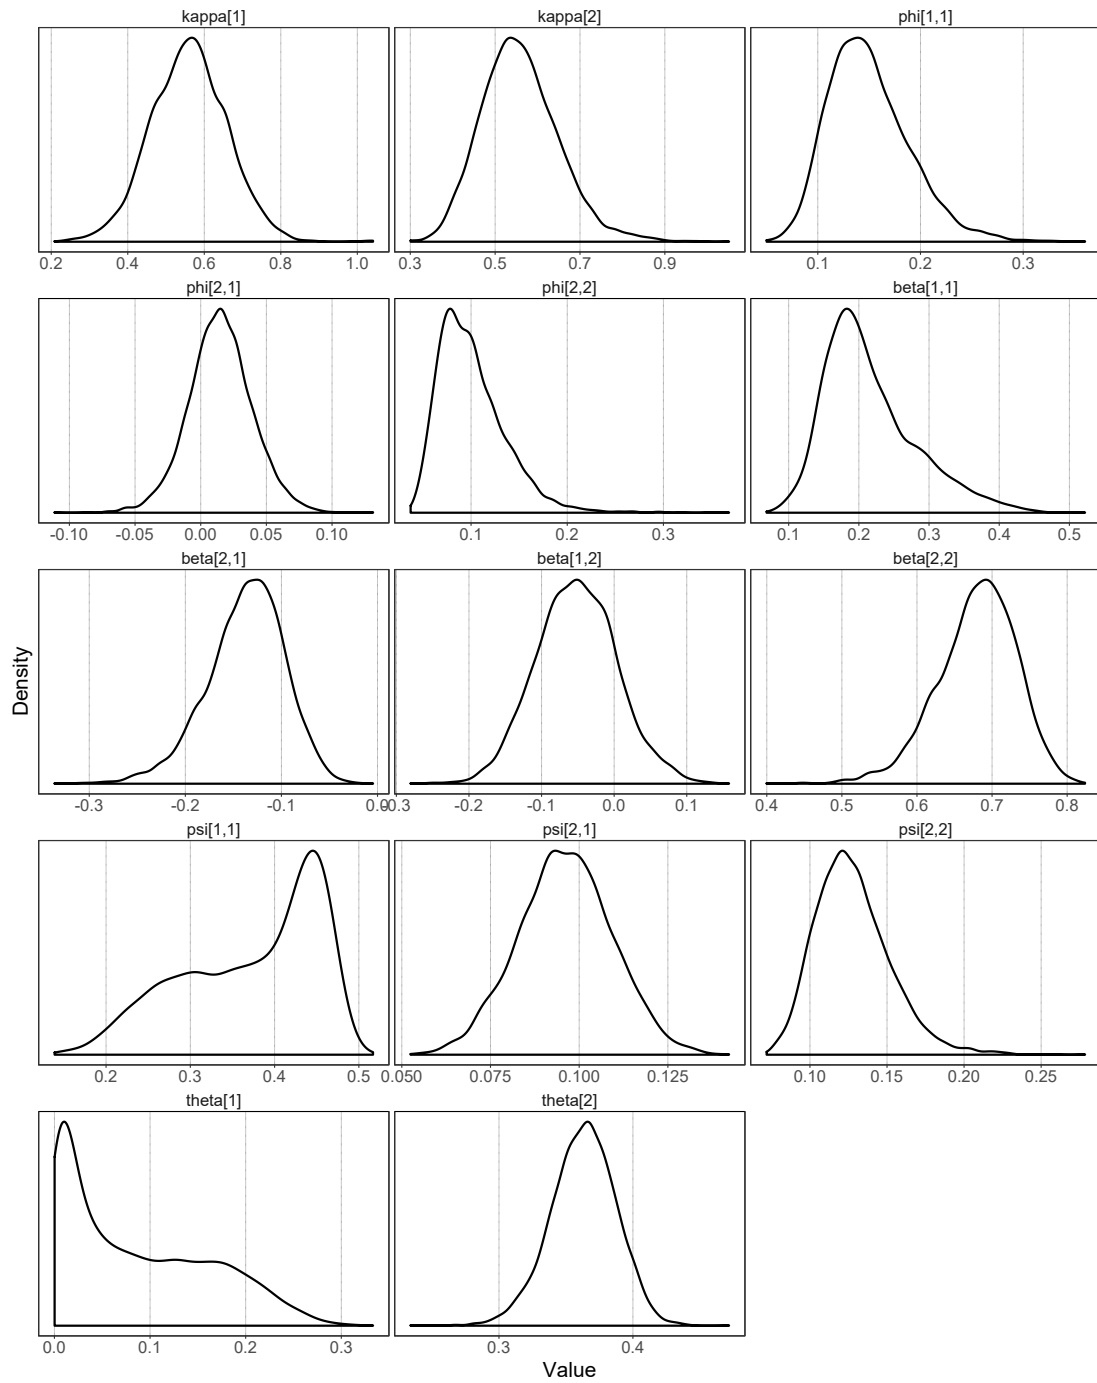 kappa[1] kappa[2] phi[1,1]
0.2 0.4 0.6 0.8 1.0 0.3 0.5 0.7 0.9 0.1 0.2 0.3
phi[2,1] phi[2,2] beta[1,1]
-0.10 -0.05 0.00 0.05 0.10 0.1 0.2 0.3 0.1 0.2 0.3 0.4 0.5
beta[2,1] beta[1,2] beta[2,2]
Density
-0.3 -0.2 -0.1 0.0 -0.3 -0.2 -0.1 0.0 0.1 0.4 0.5 0.6 0.7 0.8
psi[1,1] psi[2,1] psi[2,2]
0.2 0.3 0.4 0.5 0.050 0.075 0.100 0.125 0.10 0.15 0.20 0.25
theta[1] theta[2]
0.0 0.1 0.2 0.3 0.3 0.4
Value